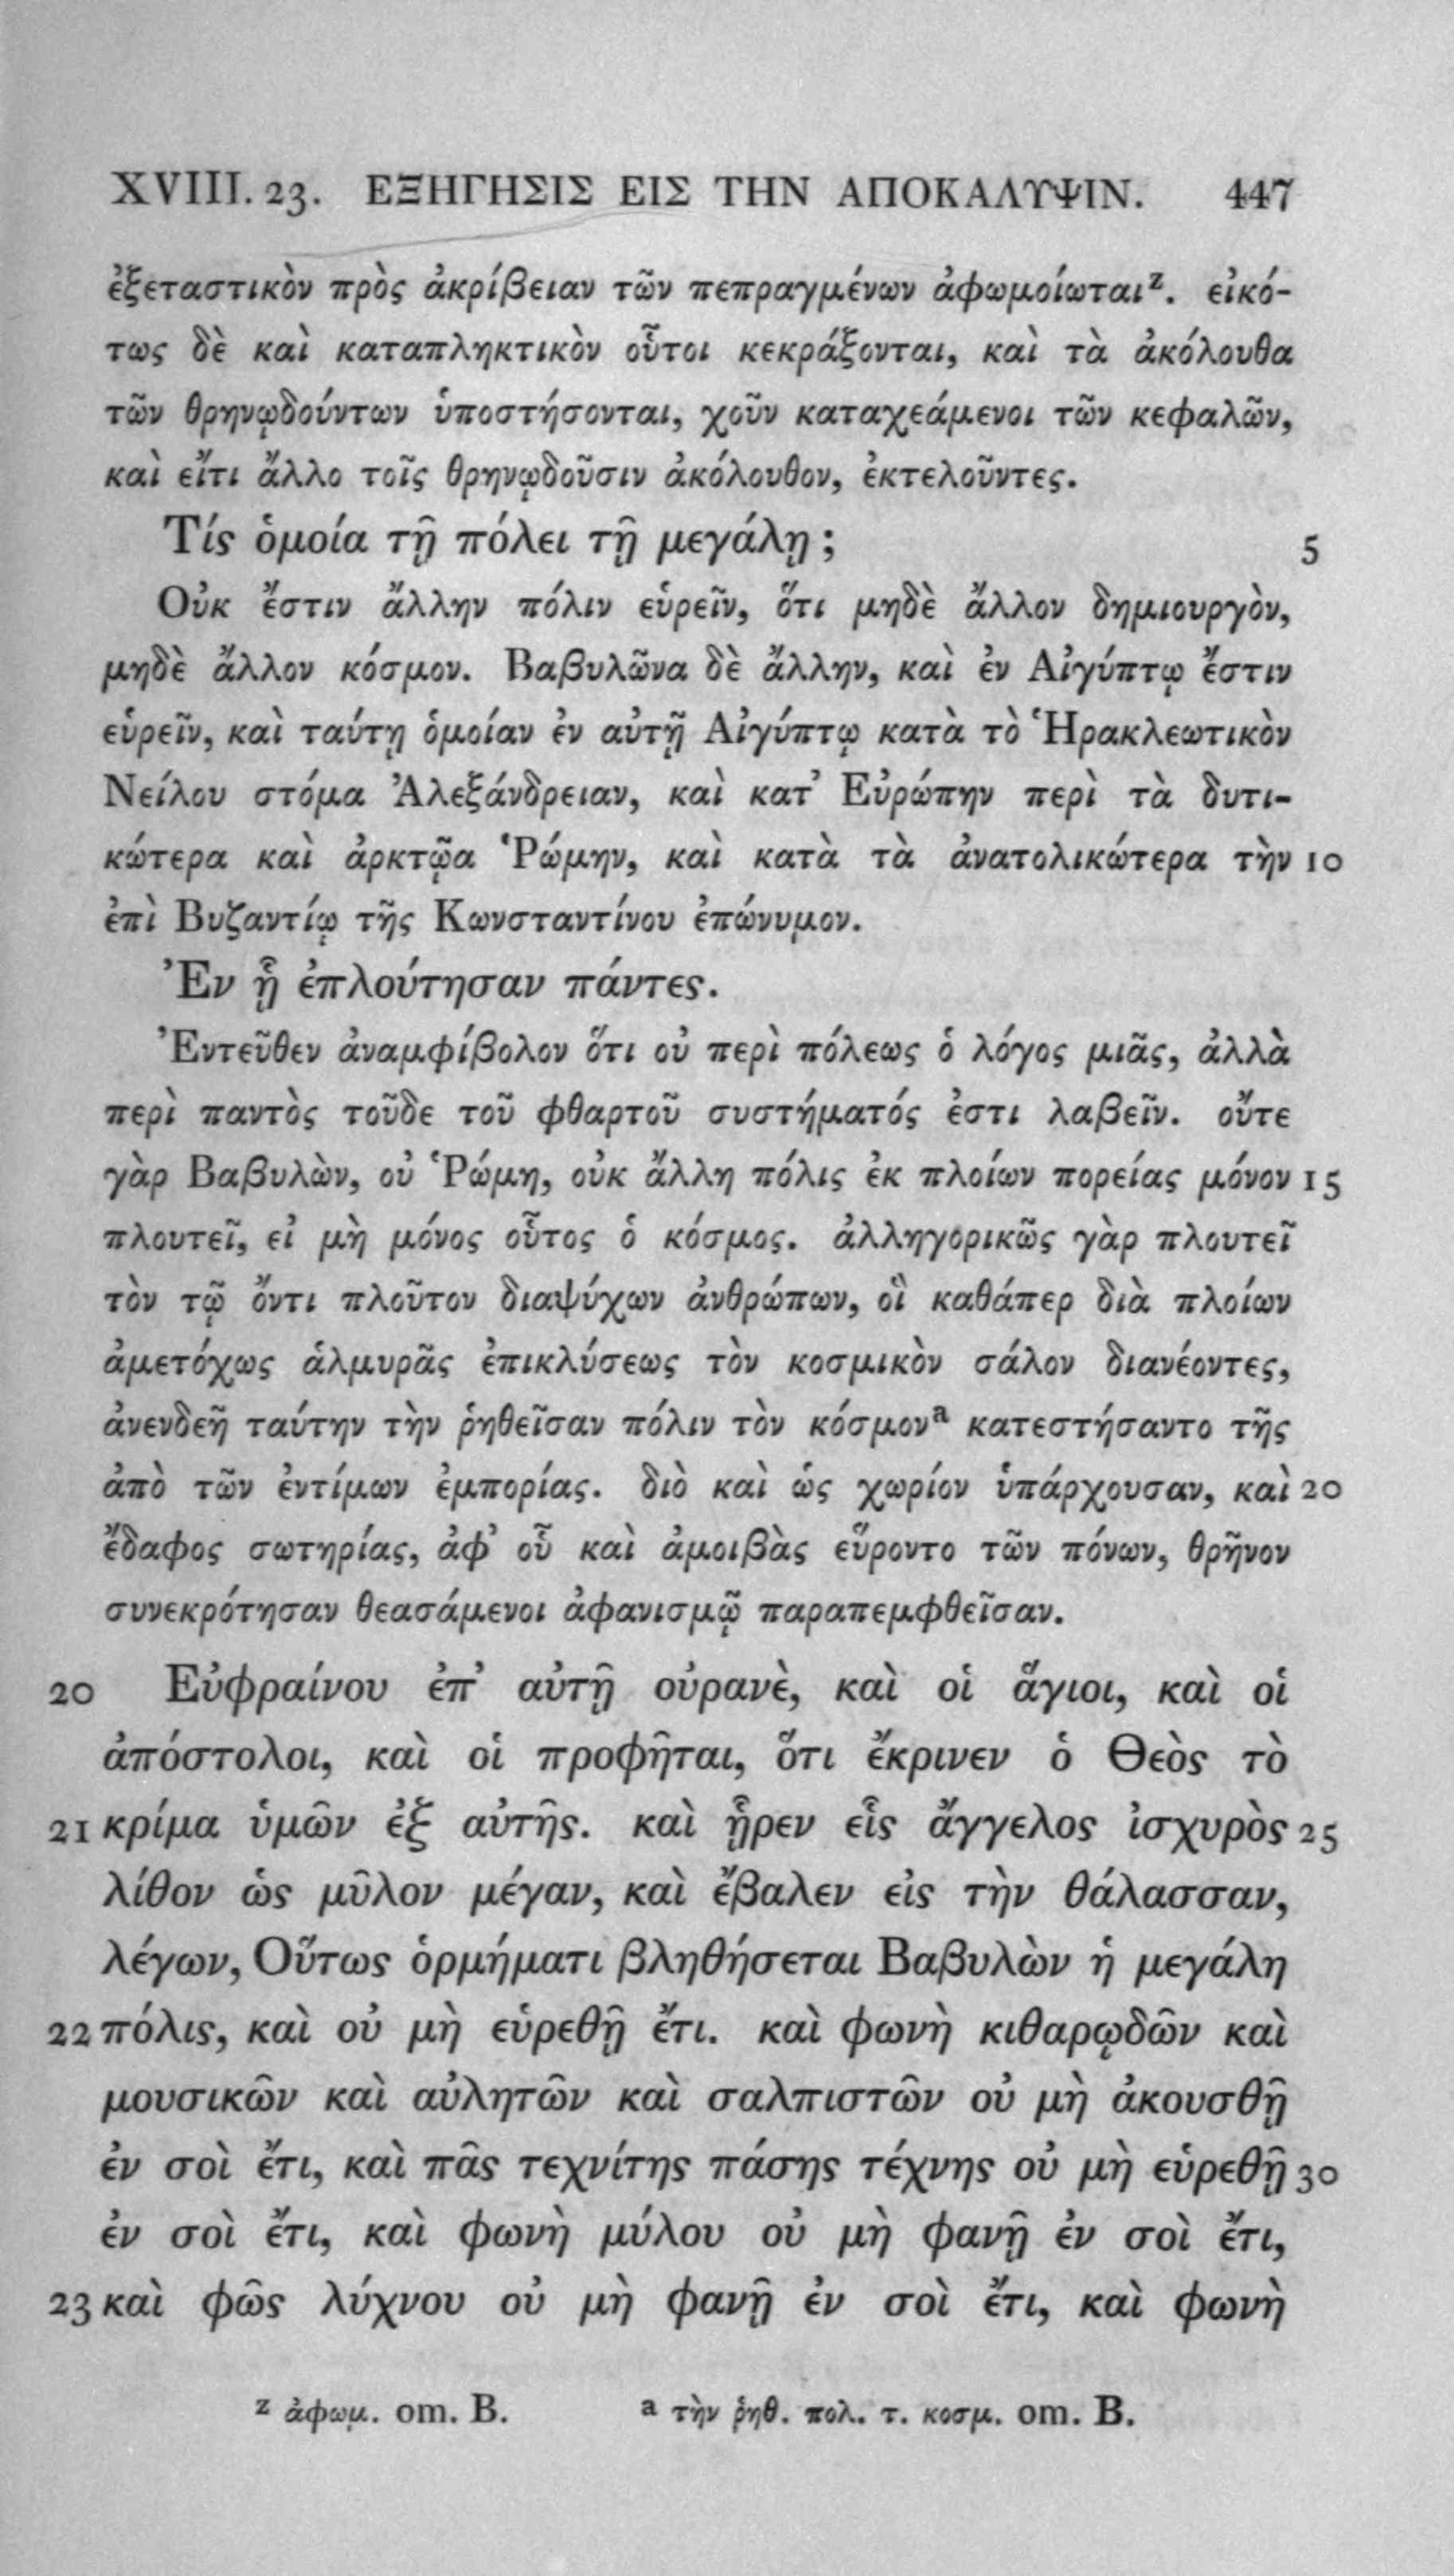 XVIII. 23. ΕΞΗΓΗΣΙΣ ΕΙΣ ΤΗΝ ΑΠΟΚΑΛΥΨΙΝ. 447
ἐξεταστικὸν πρὸς ἀκρίβειαν τῶν πεπραγμένων ἀφωμοίωται z. εἰκό-
τως δὲ καὶ καταπληκτικὸν οὗτοι κεκράξονται, καὶ τὰ ἀκόλουθα
τῶν θρηνῳδούντων ὑποστήσονται, χοῦν καταχεάμενοι τῶν κεφαλῶν,
καὶ εἴτι ἄλλο τοῖς θρηνῳδοῦσιν ἀκόλουθον, ἐκτελοῦντες.
Τίς ὁμοία τῇ πόλει τῇ μεγάλῃ; 5
Οὐκ ἔστιν ἄλλην πόλιν εὑρεῖν, ὅτι μηδὲ ἄλλον δημιουργὸν,
μηδὲ ἄλλον κόσμον. Βαβυλῶνα δὲ ἄλλην, καὶ ἐν Αἰγύπτῳ ἔστιν
εὑρεῖν, καὶ ταύτῃ ὁμοίαν ἐν αὐτῇ Αἰγύπτῳ κατὰ τὸ Ἡρακλεωτικὸν
Νείλου στόμα Ἀλεξάνδρειαν, καὶ κατ’ Εὐρώπην περὶ τὰ δυτι-
κώτερα καὶ ἀρκτῷα Ῥώμην, καὶ κατὰ τὰ ἀνατολικώτερα τὴν 10
ἐπὶ Βυζαντίῳ τῆς Κωνσταντίνου ἐπώνυμον.
Ἐν ᾗ ἐπλούτησαν πάντες.
Ἐντεῦθεν ἀναμφίβολον ὅτι οὐ περὶ πόλεως ὁ λόγος μιᾶς, ἀλλὰ
περὶ παντὸς τοῦδε τοῦ φθαρτοῦ συστήματός ἐστι λαβεῖν. οὔτε
γὰρ Βαβυλὼν, οὐ Ῥώμη, οὐκ ἄλλη πόλις ἐκ πλοίων πορείας μόνον 15
πλουτεῖ, εἰ μὴ μόνος οὗτος ὁ κόσμος. ἀλληγορικῶς γὰρ πλουτεῖ
τὸν τῷ ὄντι πλοῦτον διαψύχων ἀνθρώπων, οἳ καθάπερ διὰ πλοίων
ἀμετόχως ἁλμυρᾶς ἐπικλύσεως τὸν κοσμικὸν σάλον διανέοντες,
ἀνενδεῆ ταύτην τὴν ῥηθεῖσαν πόλιν τὸν κόσμον a κατεστήσαντο τῆς
ἀπὸ τῶν ἐντίμων ἐμπορίας. διὸ καὶ ὡς χωρίον ὑπάρχουσαν, καὶ 20
ἔδαφος σωτηρίας, ἀφ’ οὗ καὶ ἀμοιβὰς εὕροντο τῶν πόνων, θρῆνον
συνεκρότησαν θεασάμενοι ἀφανισμῷ παραπεμφθεῖσαν.
20 Εὐφραίνου ἐπ’ αὐτῇ οὐρανὲ, καὶ οἱ ἅγιοι, καὶ οἱ
ἀπόστολοι, καὶ οἱ προφῆται, ὅτι ἔκρινεν ὁ Θεὸς τὸ
21 κρίμα ὑμῶν ἐξ αὐτῆς. καὶ ᾖρεν εἷς ἄγγελος ἰσχυρὸς 25
λίθον ὡς μῦλον μέγαν, καὶ ἔβαλεν εἰς τὴν θάλασσαν,
λέγων, Οὕτως ὁρμήματι βληθήσεται Βαβυλὼν ἡ μεγάλη
22 πόλις, καὶ οὐ μὴ εὑρεθῇ ἔτι. καὶ φωνὴ κιθαρῳδῶν καὶ
μουσικῶν καὶ αὐλητῶν καὶ σαλπιστῶν οὐ μὴ ἀκουσθῇ
ἐν σοὶ ἔτι, καὶ πᾶς τεχνίτης πάσης τέχνης οὐ μὴ εὑρεθῇ 30
ἐν σοὶ ἔτι, καὶ φωνὴ μύλου οὐ μὴ φανῇ ἐν σοὶ ἔτι,
23 καὶ φῶς λύχνου οὐ μὴ φανῇ ἐν σοὶ ἔτι, καὶ φωνὴ
z ἀφωμ. om. B. a τὴν ῥηθ. πολ. τ. κοσμ. om. B.